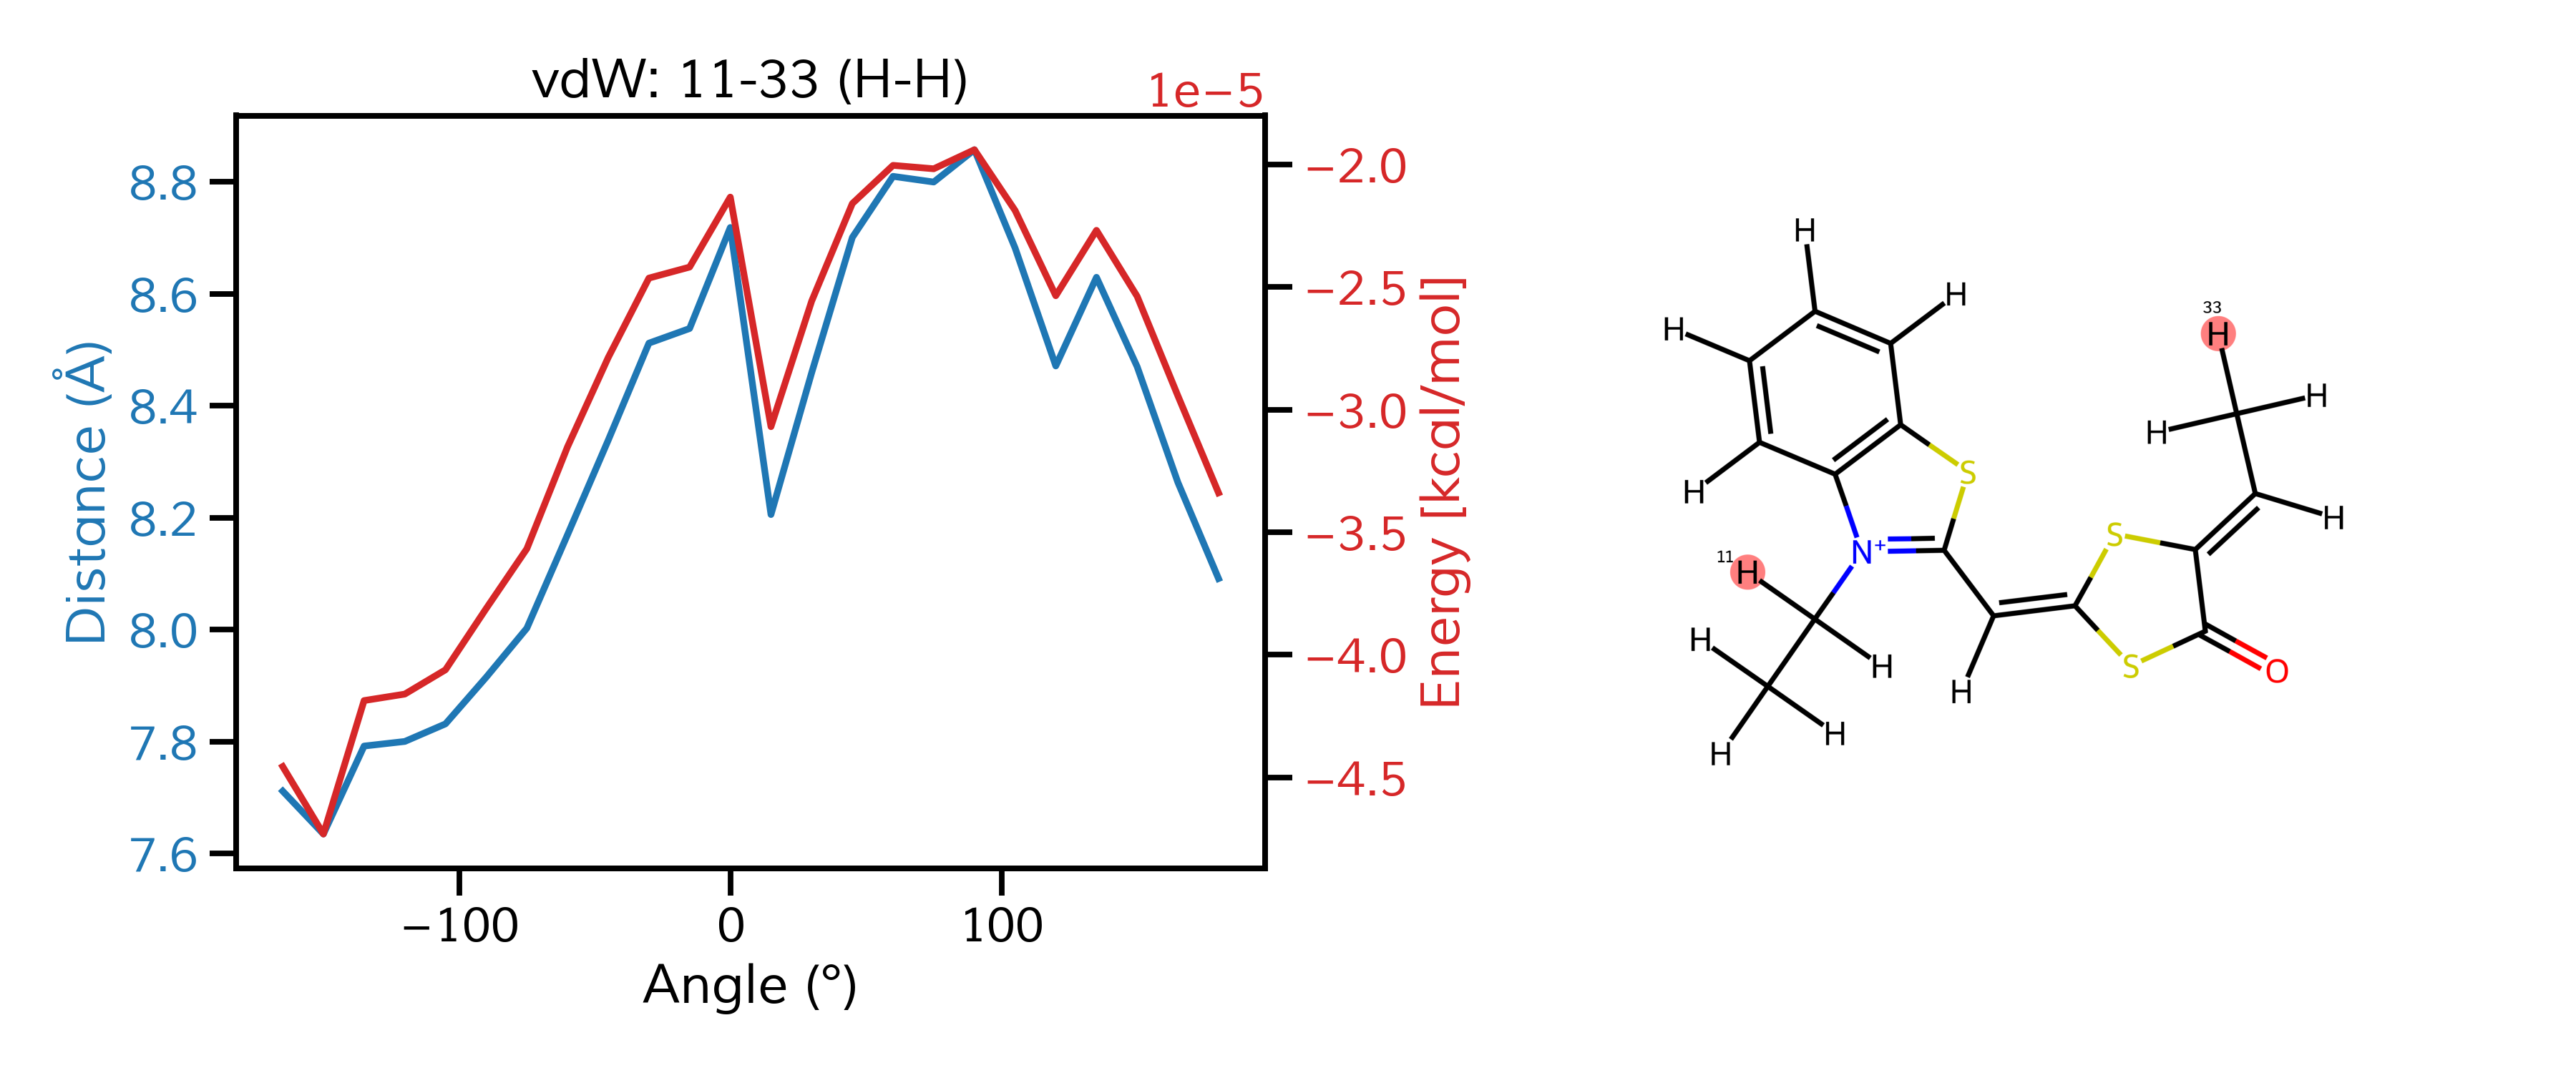 vdW: 11-33 (H-H)
1e−5
Distance (Å)
8.8
8.6
8.4
8.2
8.0
7.8
7.6
−100
0
100
Angle (°)
−2.0
−2.5
−3.0
−3.5
−4.0
−4.5
Energy [kcal/mol]
H
H
H
33
H
H
H
H
S
H
H
S
N+
11
H
H
H
S
O
H
H
H